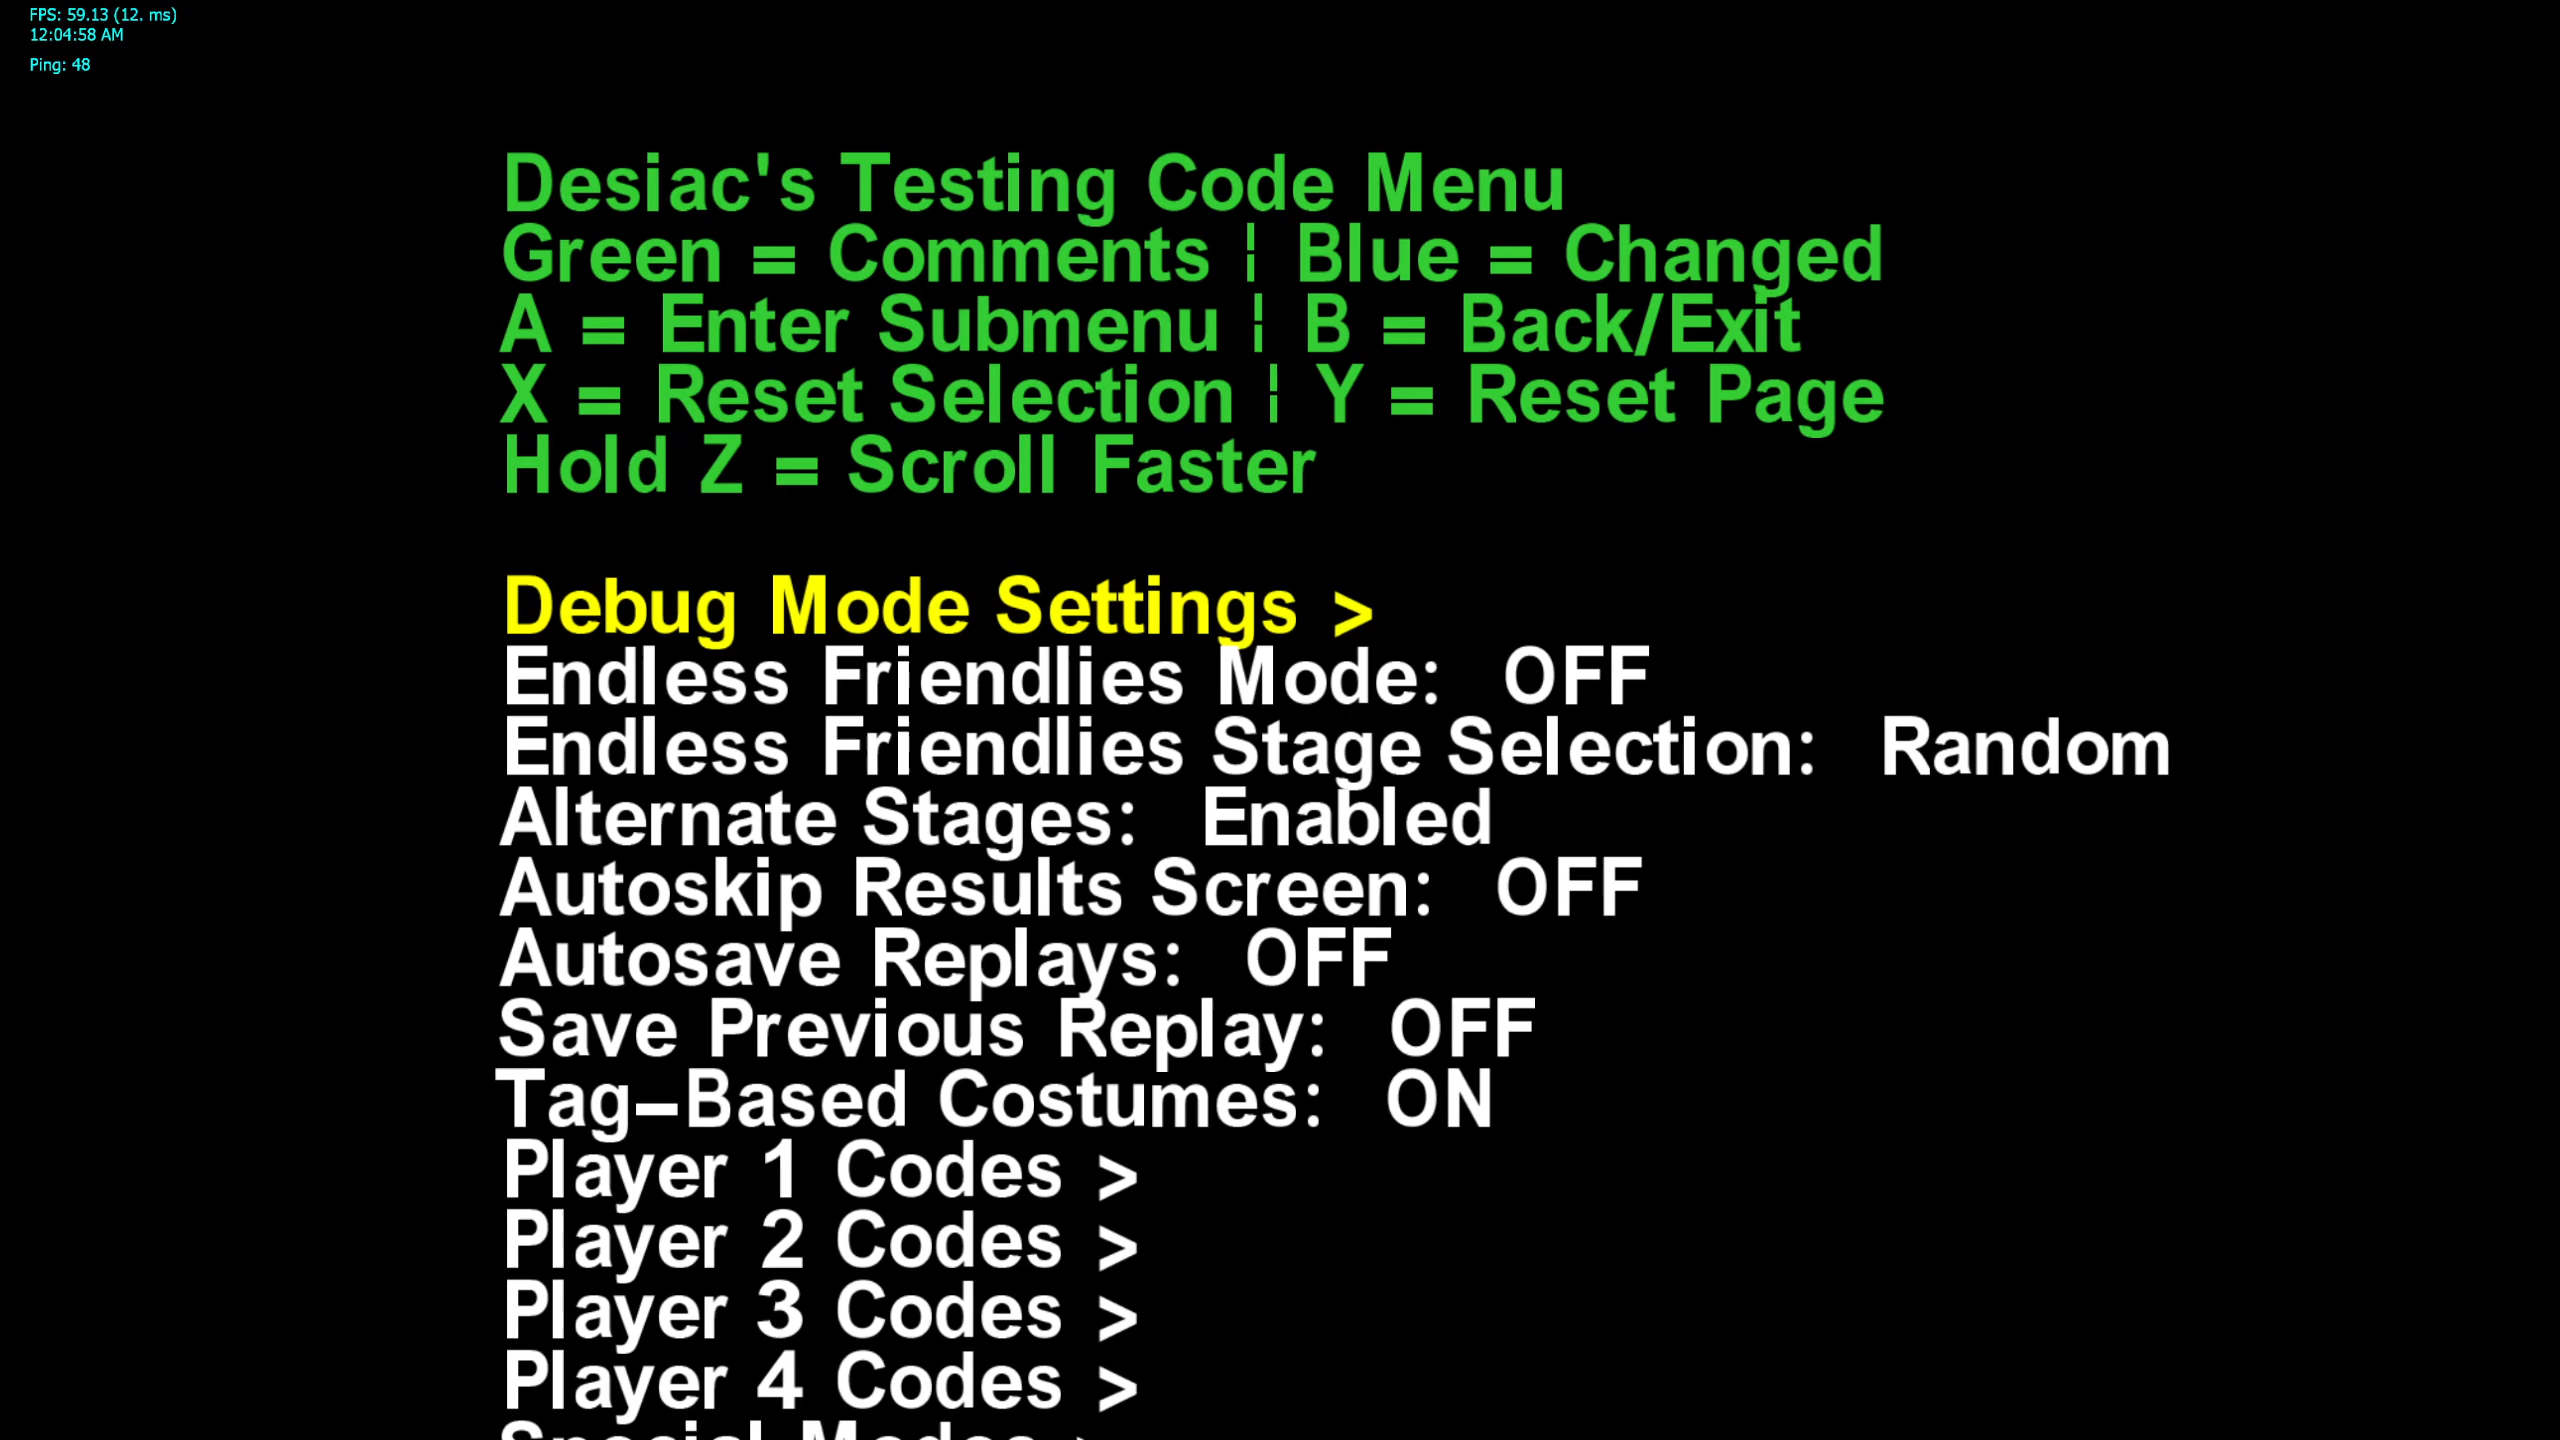 FPS: 59.13 (12. ms)
12:04:58 AM
Ping: 48
Desiac's Testing Code Menu
Green = Comments ¦ Blue = Changed
A = Enter Submenu ¦ B = Back/Exit
X = Reset Selection ¦ Y = Reset Page
Hold Z = Scroll Faster
Debug Mode Settings >
Endless Friendlies Mode: OFF
Endless Friendlies Stage Selection: Random
Alternate Stages: Enabled
Autoskip Results Screen: OFF
Autosave Replays: OFF
Save Previous Replay: OFF
Tag-Based Costumes: ON
Player 1 Codes >
Player 2 Codes >
Player 3 Codes >
Player 4 Codes >
Special Modes >